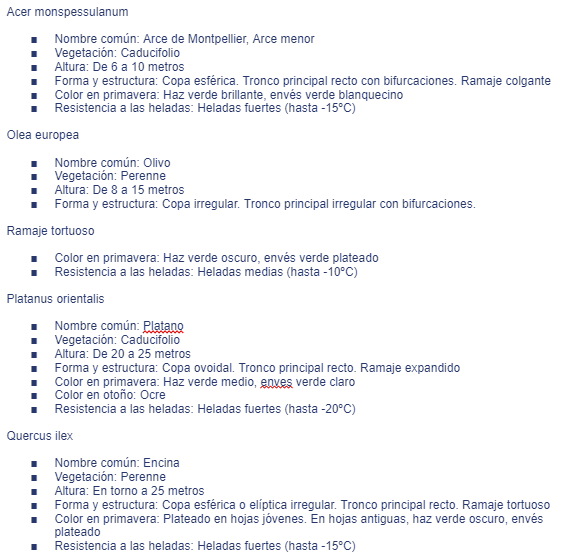 Acer monspessulanum
▪ Nombre común: Arce de Montpellier, Arce menor
▪ Vegetación: Caducifolio
▪ Altura: De 6 a 10 metros
▪ Forma y estructura: Copa esférica. Tronco principal recto con bifurcaciones. Ramaje colgante
▪ Color en primavera: Haz verde brillante, envés verde blanquecino
▪ Resistencia a las heladas: Heladas fuertes (hasta -15ºC)
Olea europea
▪ Nombre común: Olivo
▪ Vegetación: Perenne
▪ Altura: De 8 a 15 metros
▪ Forma y estructura: Copa irregular. Tronco principal irregular con bifurcaciones.
Ramaje tortuoso
▪ Color en primavera: Haz verde oscuro, envés verde plateado
▪ Resistencia a las heladas: Heladas medias (hasta -10ºC)
Platanus orientalis
▪ Nombre común: Platano
▪ Vegetación: Caducifolio
▪ Altura: De 20 a 25 metros
▪ Forma y estructura: Copa ovoidal. Tronco principal recto. Ramaje expandido
▪ Color en primavera: Haz verde medio, enves verde claro
▪ Color en otoño: Ocre
▪ Resistencia a las heladas: Heladas fuertes (hasta -20ºC)
Quercus ilex
▪ Nombre común: Encina
▪ Vegetación: Perenne
▪ Altura: En torno a 25 metros
▪ Forma y estructura: Copa esférica o elíptica irregular. Tronco principal recto. Ramaje tortuoso
▪ Color en primavera: Plateado en hojas jóvenes. En hojas antiguas, haz verde oscuro, envés
plateado
▪ Resistencia a las heladas: Heladas fuertes (hasta -15ºC)